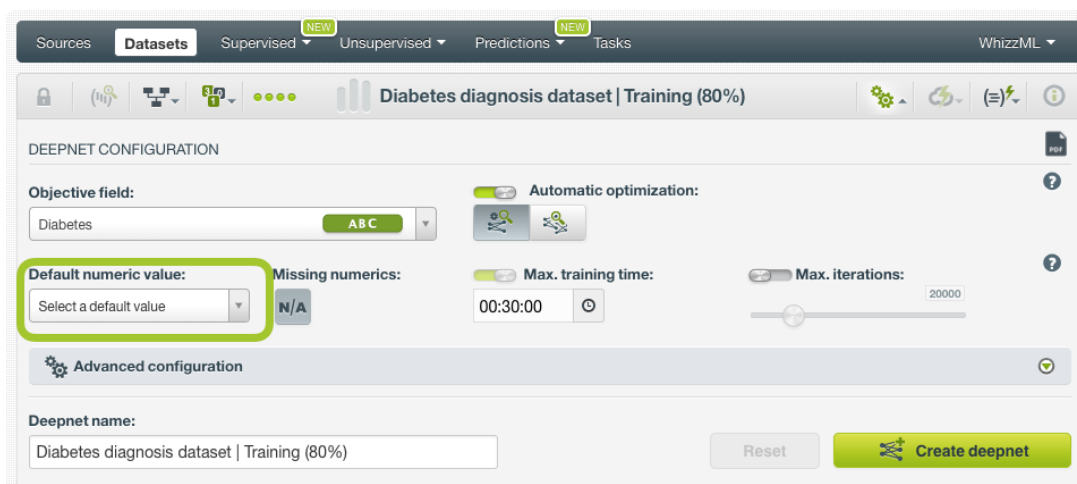 NEW NEW
Sources Datasets Supervised Unsupervised Predictions Tasks WhizzML
Diabetes diagnosis dataset | Training (80%)
DEEPNET CONFIGURATION
PDF
Objective field: Automatic optimization:
Diabetes ABC
Default numeric value: Missing numerics: Max. training time: Max. iterations:
Select a default value N/A 00:30:00 20000
Advanced configuration
Deepnet name:
Diabetes diagnosis dataset | Training (80%) Reset Create deepnet